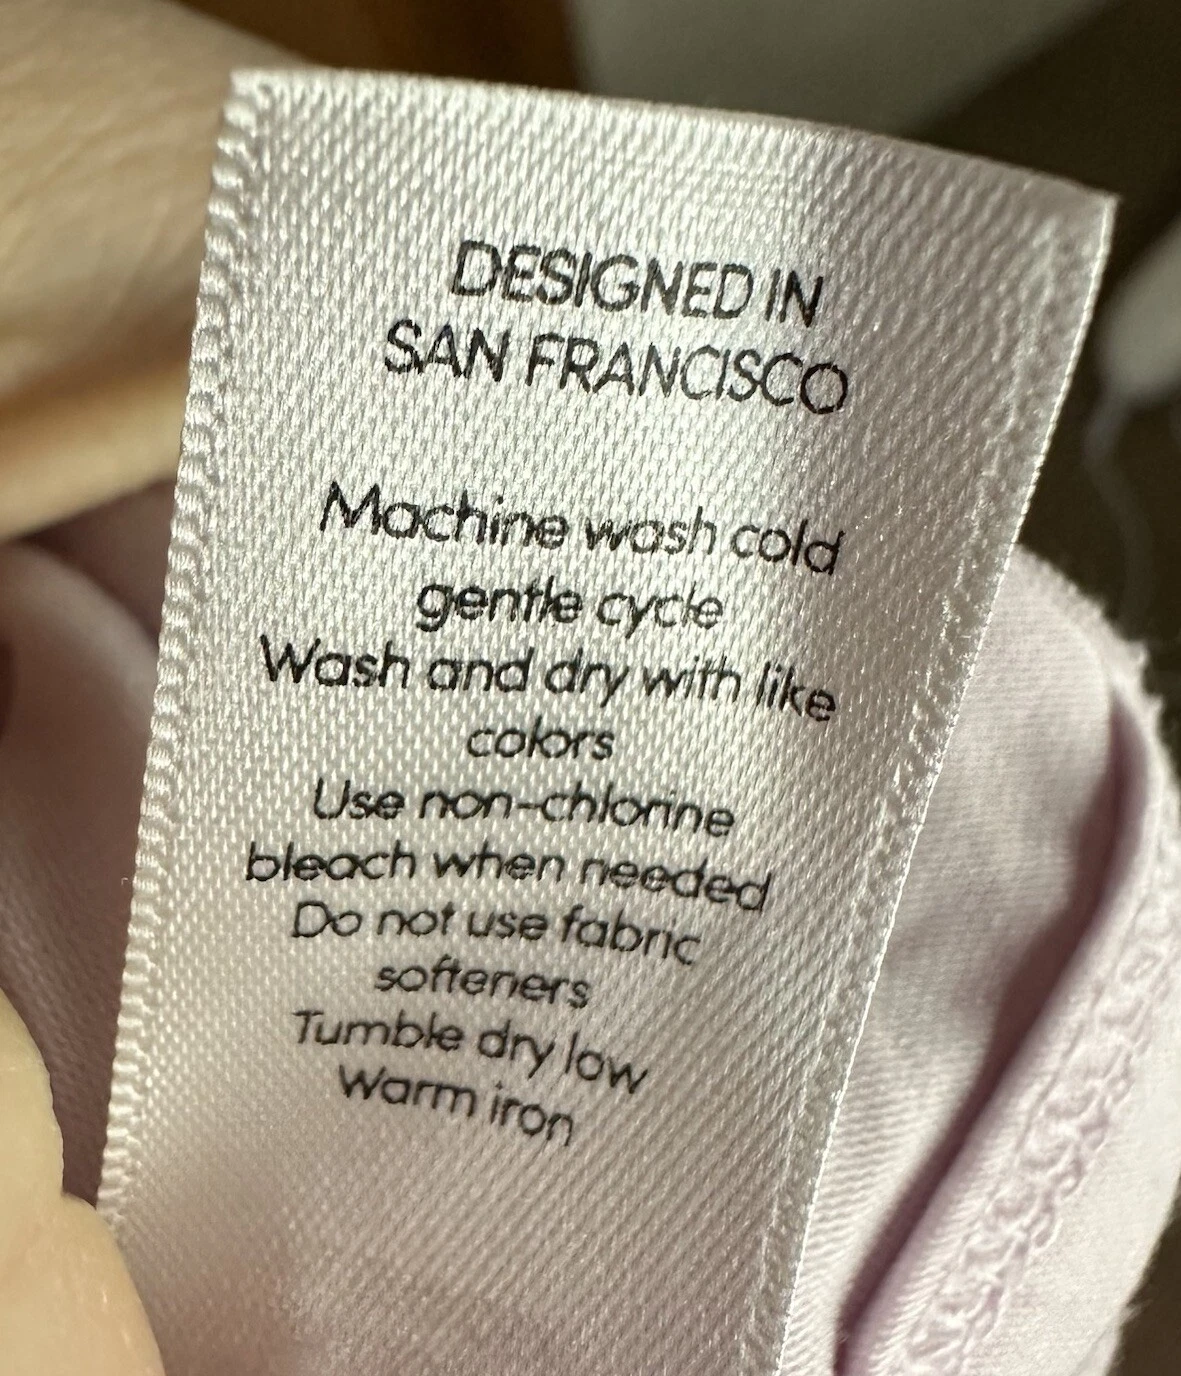 DESIGNED IN
SAN FRANCISCO
Machine wash cold
gentle cycle
Wash and dry with like
colors
Use non-chlorine
bleach when needed
Do not use fabric
softeners
Tumble dry low
Warm iron